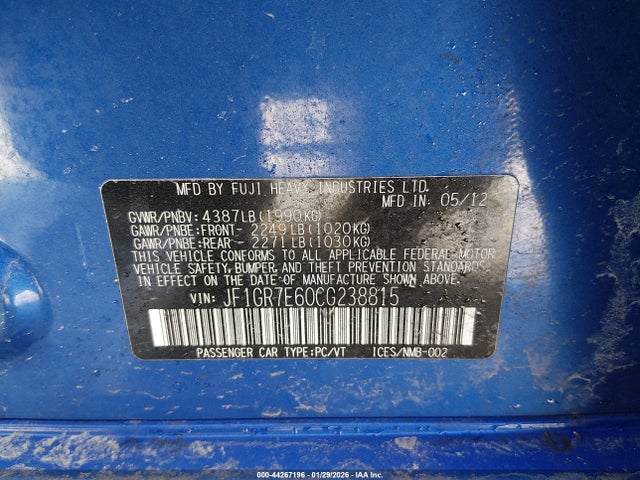 MFD BY FUJI HEAVY INDUSTRIES LTD.
MFD IN: 05/12
GVWR/PNBV: 4387LB(1990KG)
GAWR/PNBE:FRONT- 2249LB(1020KG)
GAWR/PNBE:REAR - 2271LB(1030KG)
THIS VEHICLE CONFORMS TO ALL APPLICABLE FEDERAL MOTOR
VEHICLE SAFETY, BUMPER, AND THEFT PREVENTION STANDARDS
IN EFFECT ON THE DATE OF MANUFACTURE SHOWN ABOVE.
VIN: JF1GR7E60CG238815
PASSENGER CAR TYPE:PC/VT ICES/NMB-002
000-44267196 - 01/29/2026 - IAA Inc.